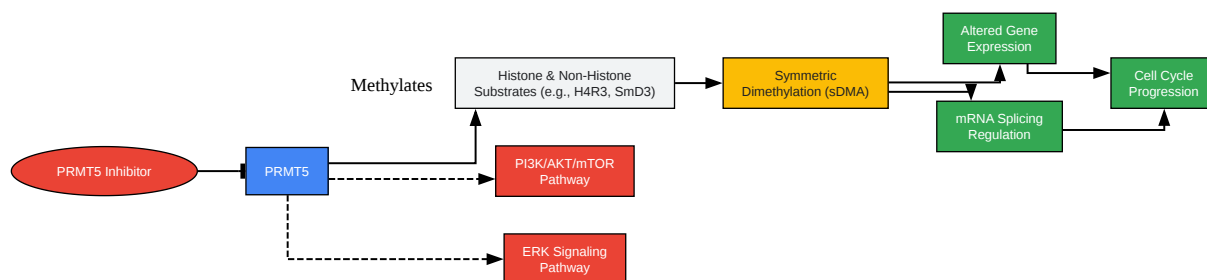 Altered Gene
Expression
Methylates
Histone & Non-Histone
Substrates (e.g., H4R3, SmD3)
Symmetric
Dimethylation (sDMA)
Cell Cycle
Progression
mRNA Splicing
Regulation
PRMT5 Inhibitor
PRMT5
PI3K/AKT/mTOR
Pathway
ERK Signaling
Pathway